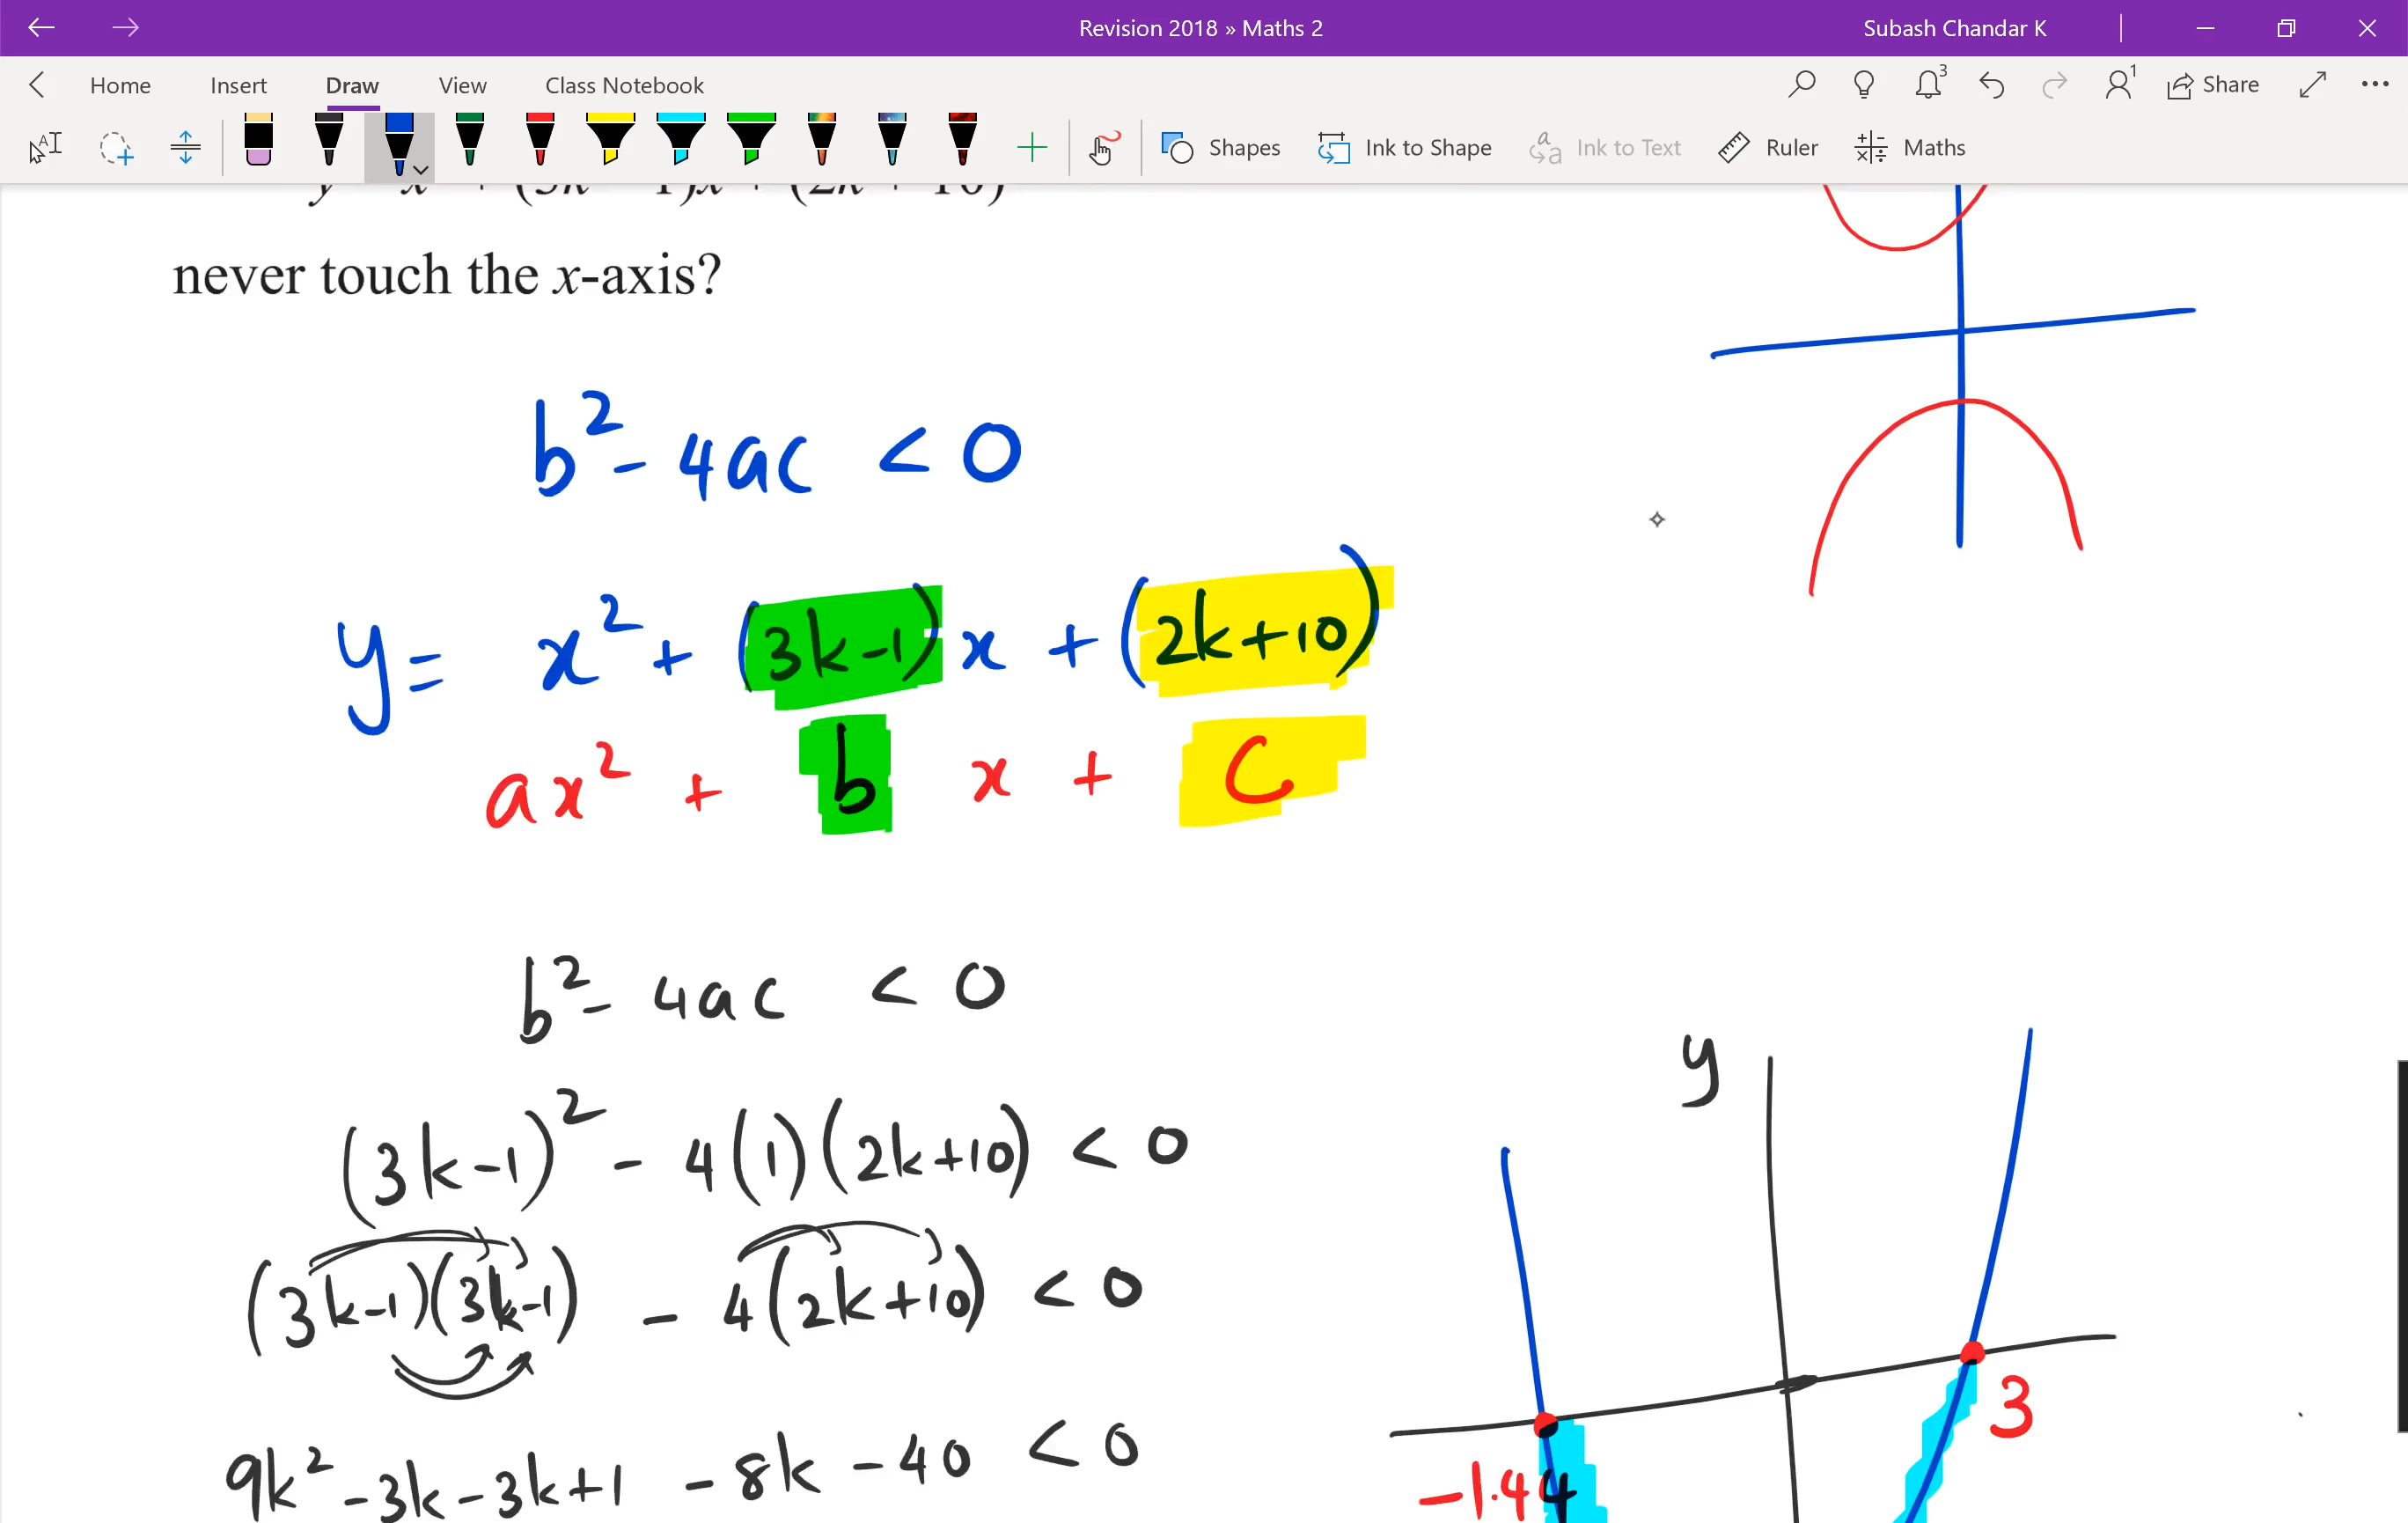 Revision 2018 » Maths 2
Subash Chandar K
Home Insert Draw View Class Notebook
3
1
Share
Shapes
Ink to Shape
Ink to Text
Ruler
Maths
never touch the x-axis?
b² - 4ac < 0
y = x² + (3k-1)x + (2k+10)
ax² + b x + c
b² - 4ac < 0
(3k-1)² - 4(1)(2k+10) < 0
(3k-1)(3k-1) - 4(2k+10) < 0
9k² - 3k - 3k + 1 - 8k - 40 < 0
y
3
-1.44